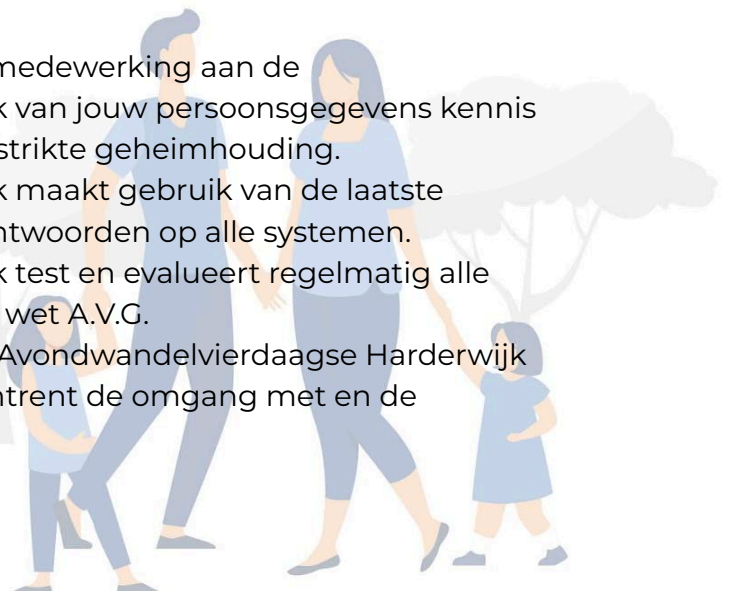 medewerking aan de
k van jouw persoonsgegevens kennis
strikte geheimhouding.
k maakt gebruik van de laatste
ntwoorden op alle systemen.
k test en evalueert regelmatig alle
wet A.V.G.
Avondwandelvierdaagse Harderwijk
ntrent de omgang met en de